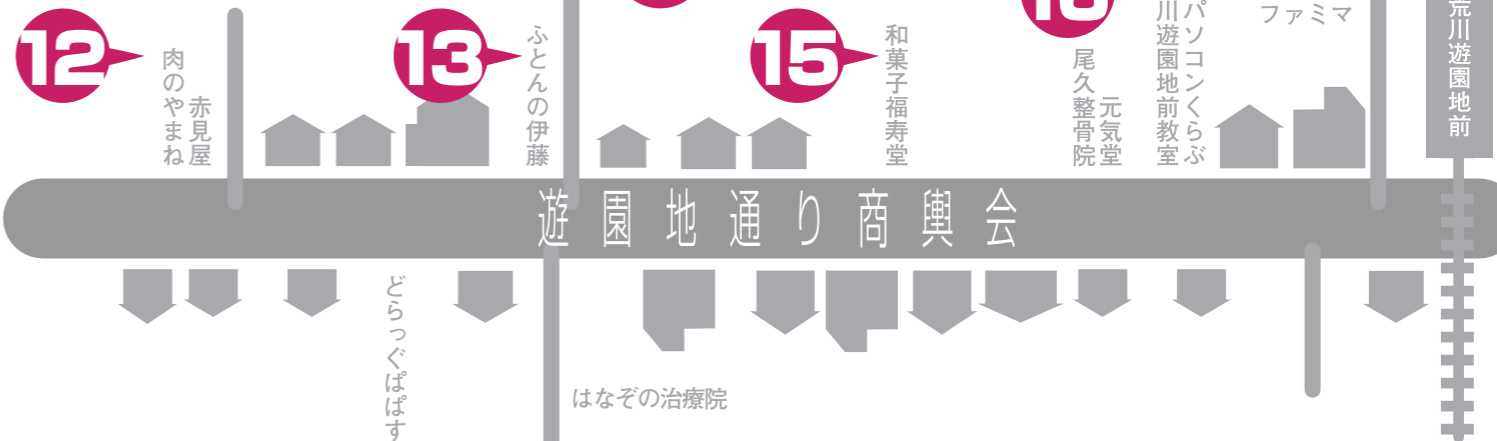 12
肉のやまね
赤見屋
13
ふとんの伊藤
15
和菓子福寿堂
尾久整骨院
元気堂
川遊園地前教室
パソコンくらぶ
ファミマ
荒川遊園地前
遊園地通り商興会
どらっぐぱぱす
はなぞの治療院